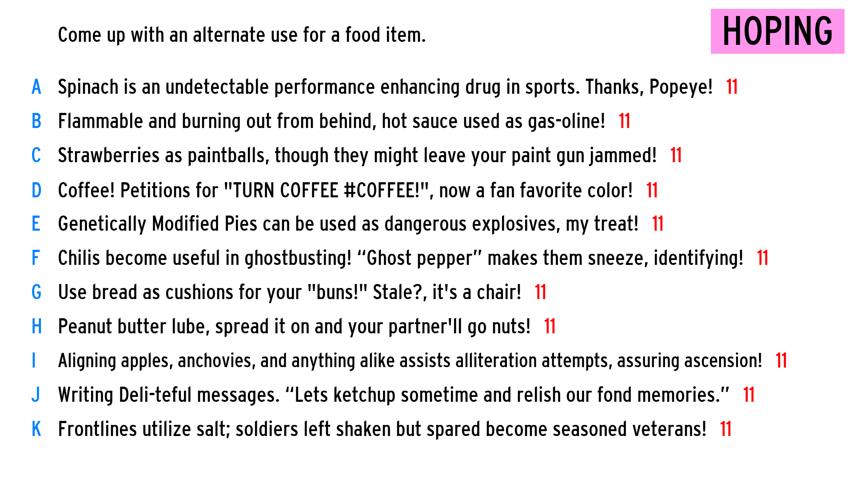 Come up with an alternate use for a food item.
HOPING
A Spinach is an undetectable performance enhancing drug in sports. Thanks, Popeye! 11
B Flammable and burning out from behind, hot sauce used as gas-oline! 11
C Strawberries as paintballs, though they might leave your paint gun jammed! 11
D Coffee! Petitions for "TURN COFFEE #COFFEE!", now a fan favorite color! 11
E Genetically Modified Pies can be used as dangerous explosives, my treat! 11
F Chilis become useful in ghostbusting! “Ghost pepper” makes them sneeze, identifying! 11
G Use bread as cushions for your "buns!" Stale?, it's a chair! 11
H Peanut butter lube, spread it on and your partner'll go nuts! 11
I Aligning apples, anchovies, and anything alike assists alliteration attempts, assuring ascension! 11
J Writing Deli-teful messages. “Lets ketchup sometime and relish our fond memories.” 11
K Frontlines utilize salt; soldiers left shaken but spared become seasoned veterans! 11